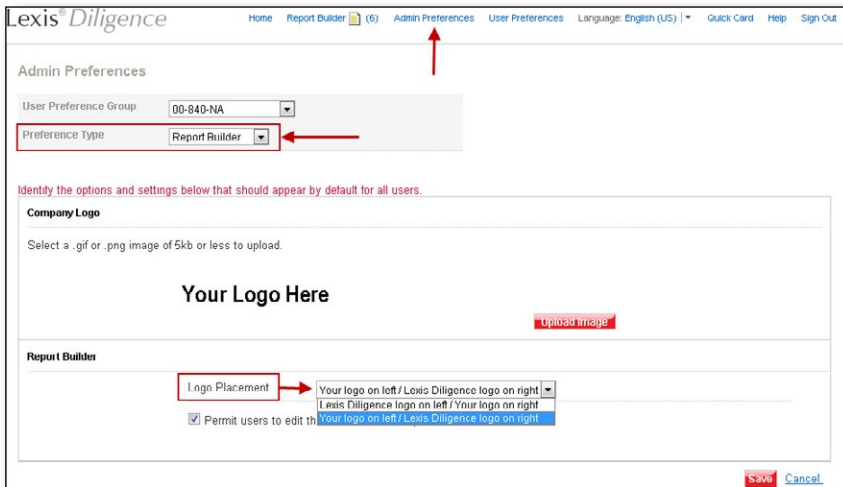 Lexis® Diligence
Home Report Builder (6) Admin Preferences User Preferences Language: English (US) Quick Card Help Sign Out
Admin Preferences
User Preference Group 00-840-NA
Preference Type Report Builder
Identify the options and settings below that should appear by default for all users.
Company Logo
Select a .gif or .png image of 5kb or less to upload.
Your Logo Here
Upload Image
Report Builder
Logo Placement Your logo on left / Lexis Diligence logo on right
Lexis Diligence logo on left / Your logo on right
Permit users to edit th Your logo on left / Lexis Diligence logo on right
Save Cancel